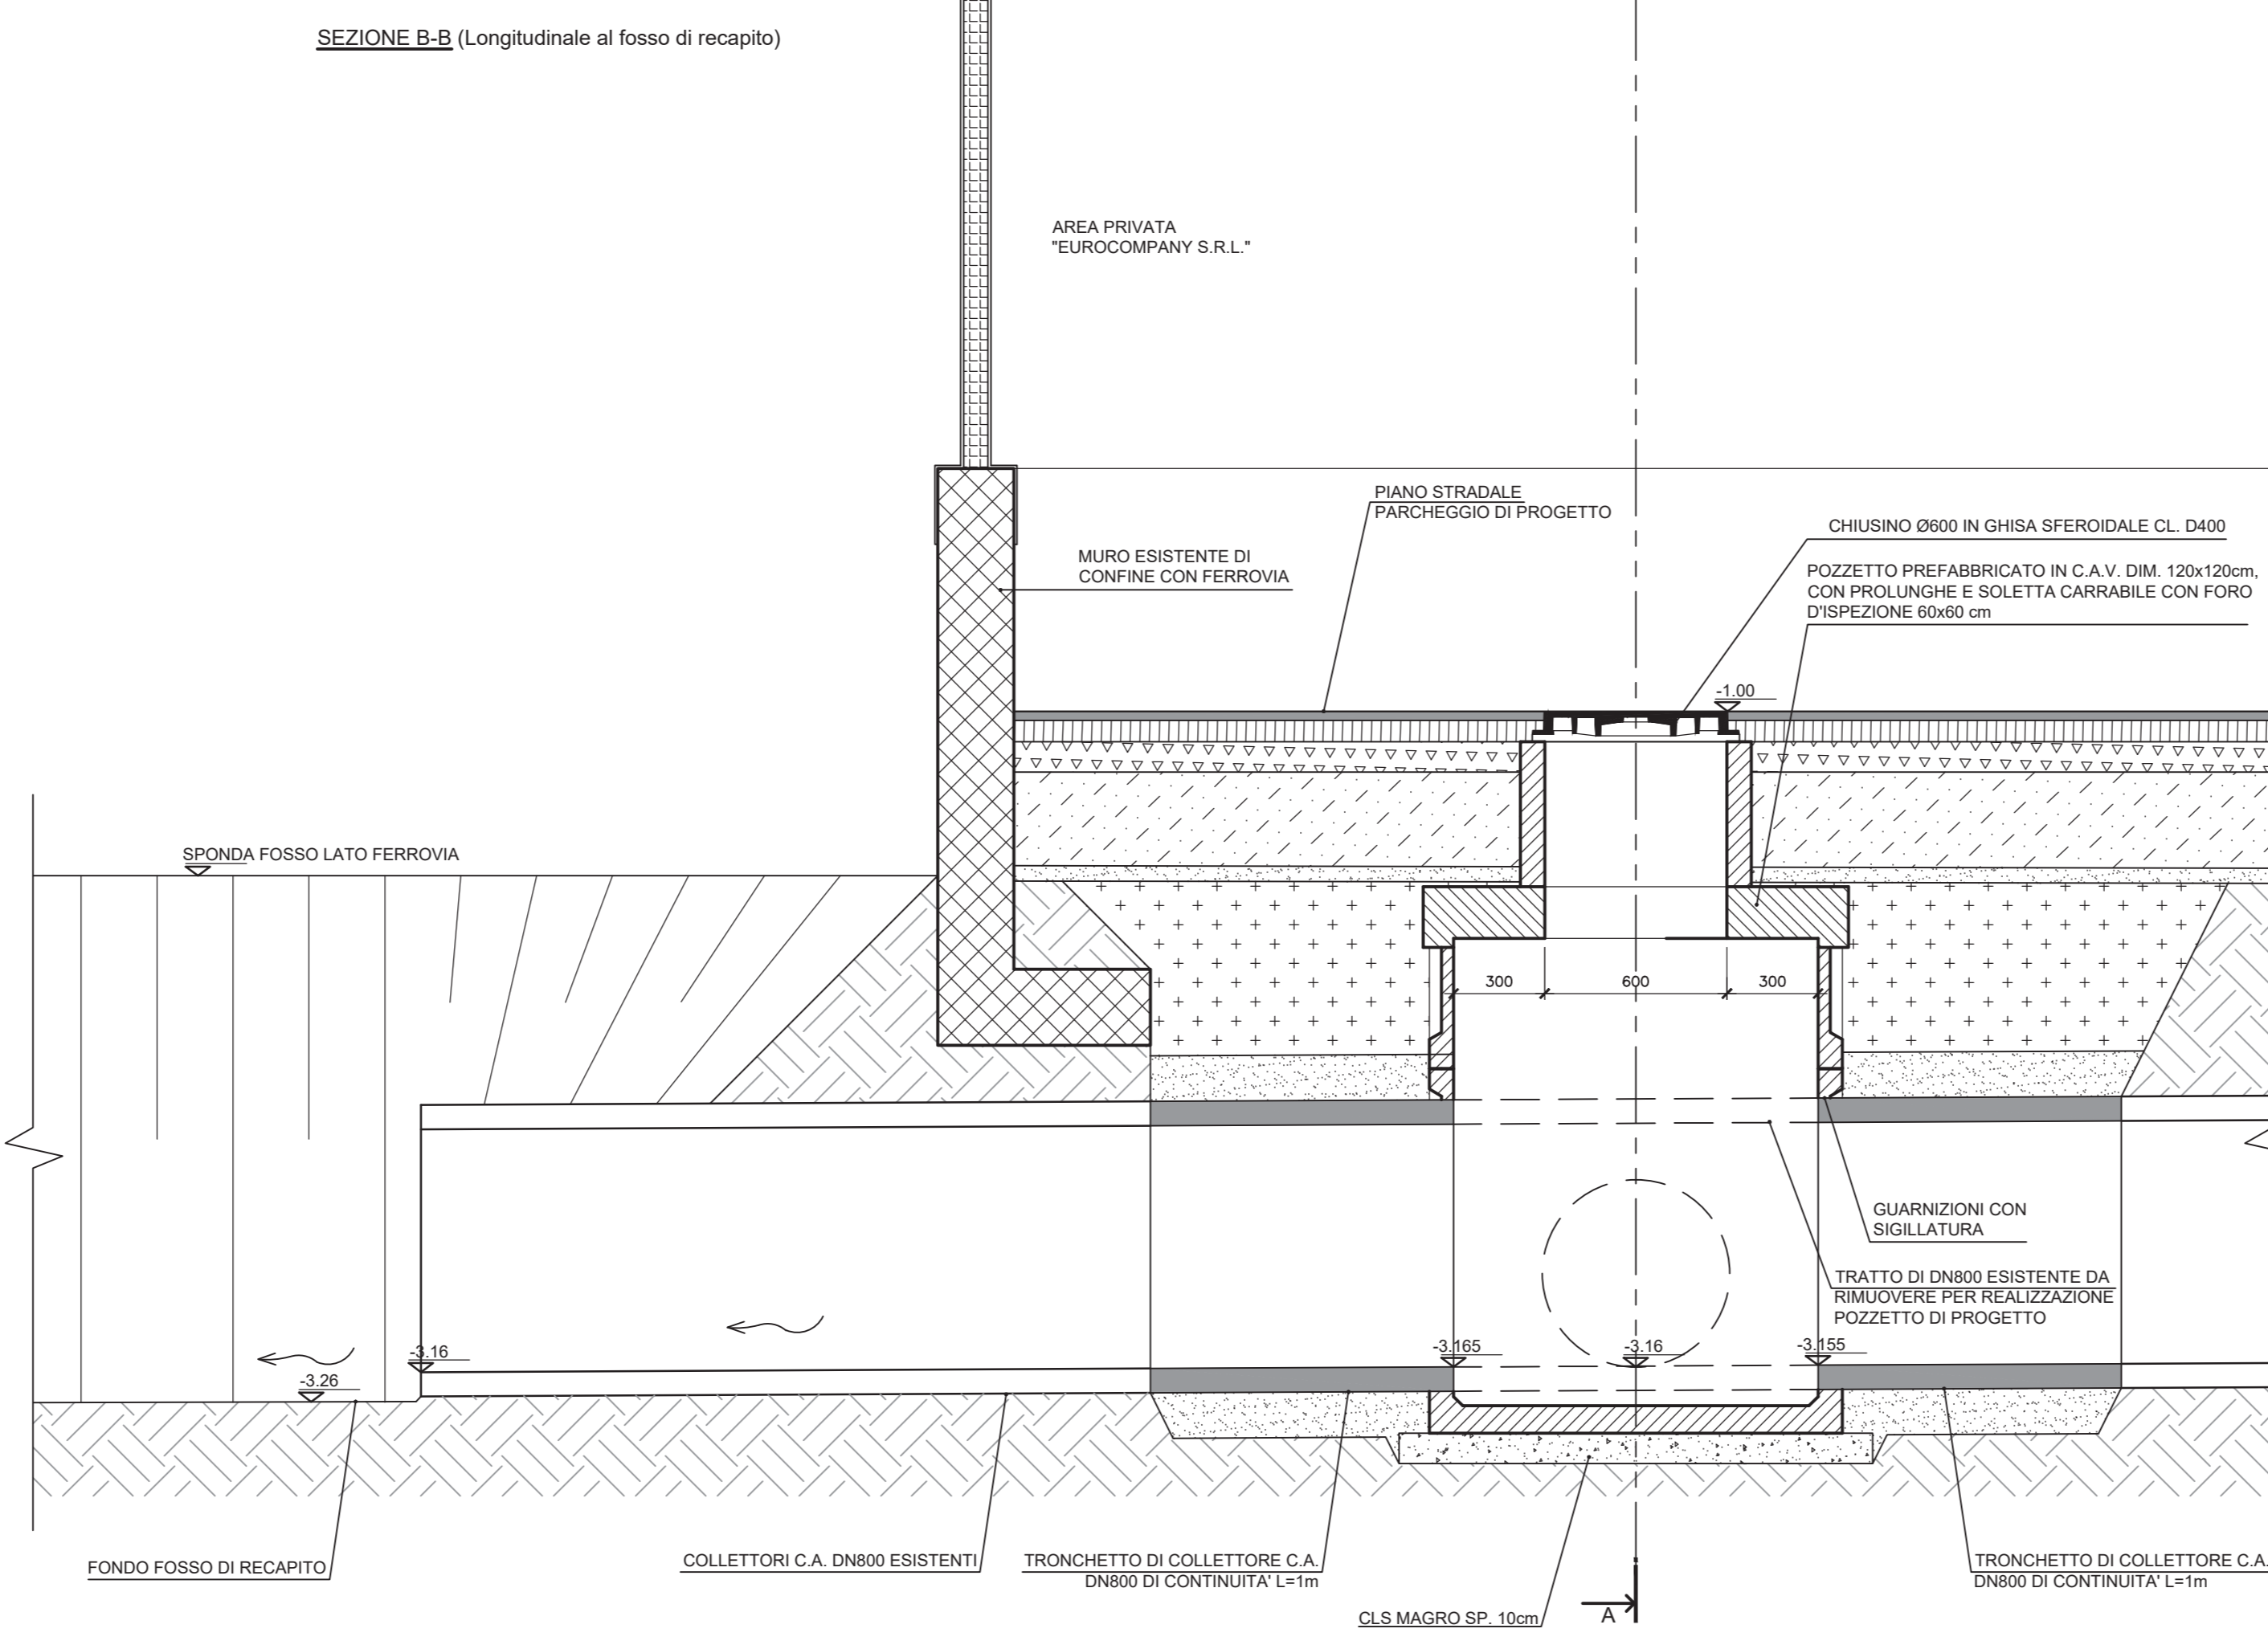 SEZIONE B-B (Longitudinale al fosso di recapito)
AREA PRIVATA
"EUROCOMPANY S.R.L."
PIANO STRADALE
PARCHEGGIO DI PROGETTO
CHIUSINO Ø600 IN GHISA SFEROIDALE CL. D400
MURO ESISTENTE DI
CONFINE CON FERROVIA
POZZETTO PREFABBRICATO IN C.A.V. DIM. 120x120cm,
CON PROLUNGHE E SOLETTA CARRABILE CON FORO
D'ISPEZIONE 60x60 cm
-1.00
SPONDA FOSSO LATO FERROVIA
300
600
300
GUARNIZIONI CON
SIGILLATURA
TRATTO DI DN800 ESISTENTE DA
RIMUOVERE PER REALIZZAZIONE
POZZETTO DI PROGETTO
-3.16
-3.165
-3.16
-3.155
-3.26
FONDO FOSSO DI RECAPITO
COLLETTORI C.A. DN800 ESISTENTI
TRONCHETTO DI COLLETTORE C.A.
DN800 DI CONTINUITA' L=1m
TRONCHETTO DI COLLETTORE C.A.
DN800 DI CONTINUITA' L=1m
CLS MAGRO SP. 10cm
A